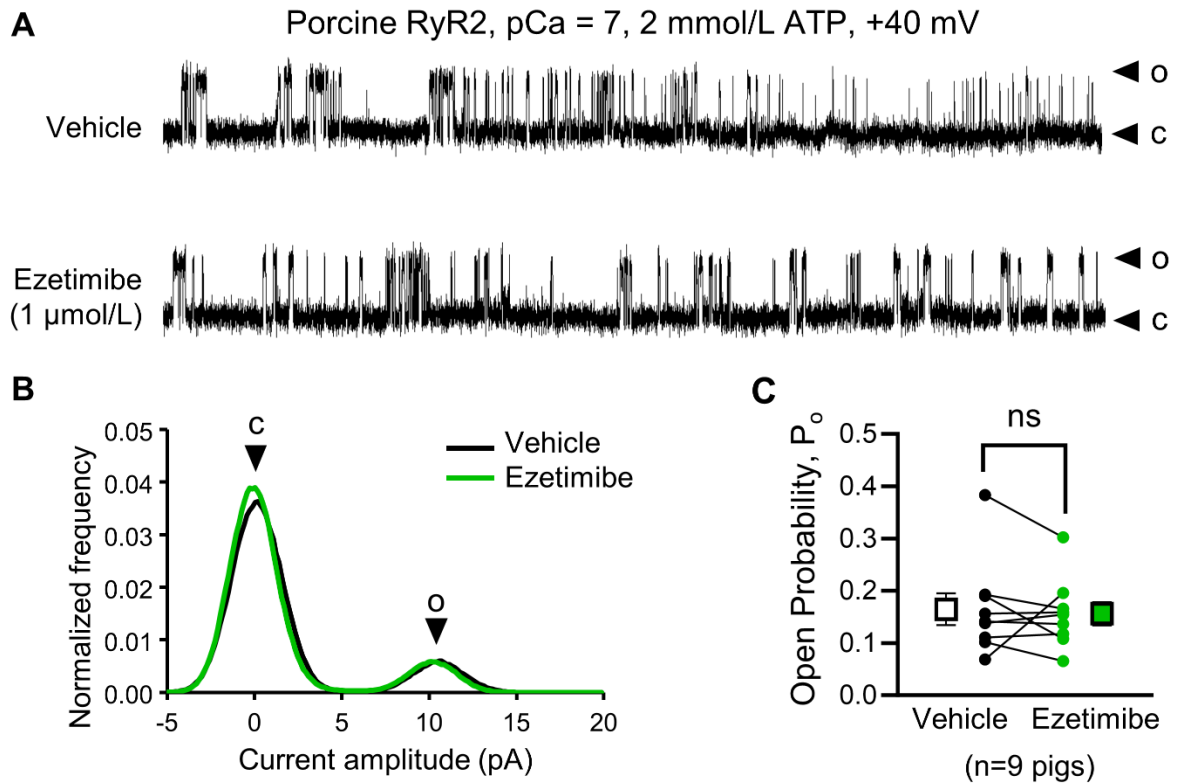 A
Porcine RyR2, pCa = 7, 2 mmol/L ATP, +40 mV
o
Vehicle
c
o
Ezetimibe
(1 µmol/L)
c
B
Normalized frequency
0.05
0.04
0.03
0.02
0.01
0.00
-5
0
5
10
15
20
Current amplitude (pA)
c
o
Vehicle
Ezetimibe
C
ns
Open Probability, Po
0.5
0.4
0.3
0.2
0.1
0.0
Vehicle
Ezetimibe
(n=9 pigs)